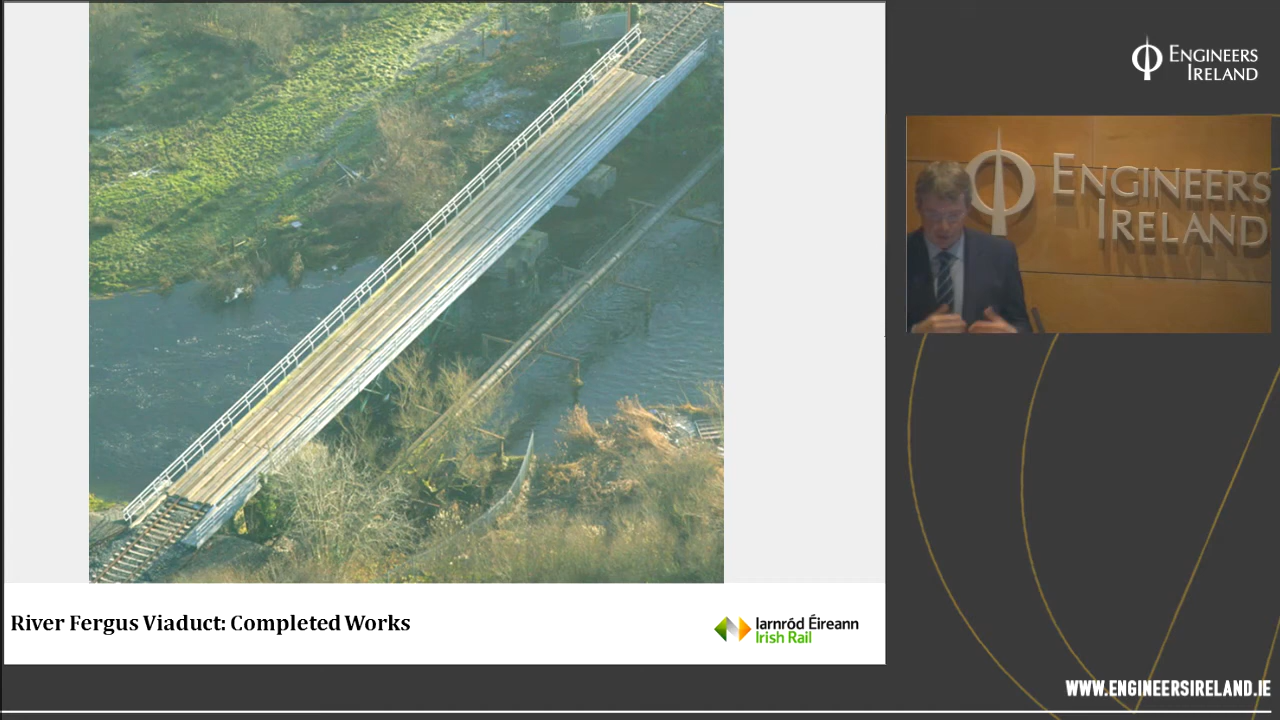 River Fergus Viaduct: Completed Works
Iarnród Éireann
Irish Rail
ENGINEERS
IRELAND
ENGINEERS
IRELAND
WWW.ENGINEERSIRELAND.IE